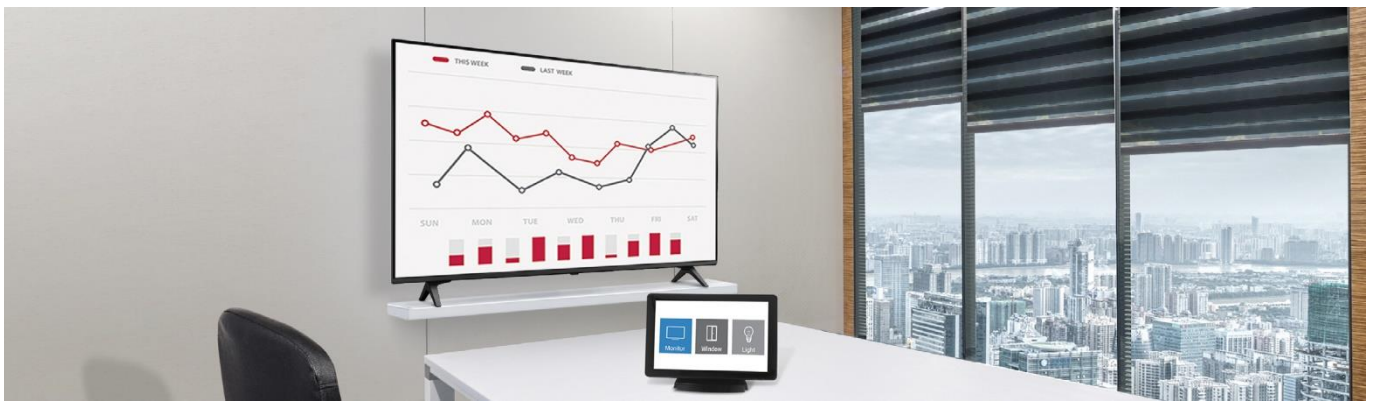 THIS WEEK LAST WEEK
SUN MON TUE WED THU FRI SAT
Monitor Window Light